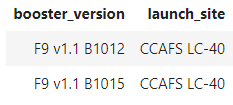 booster_version launch_site
F9 v1.1 B1012 CCAFS LC-40
F9 v1.1 B1015 CCAFS LC-40